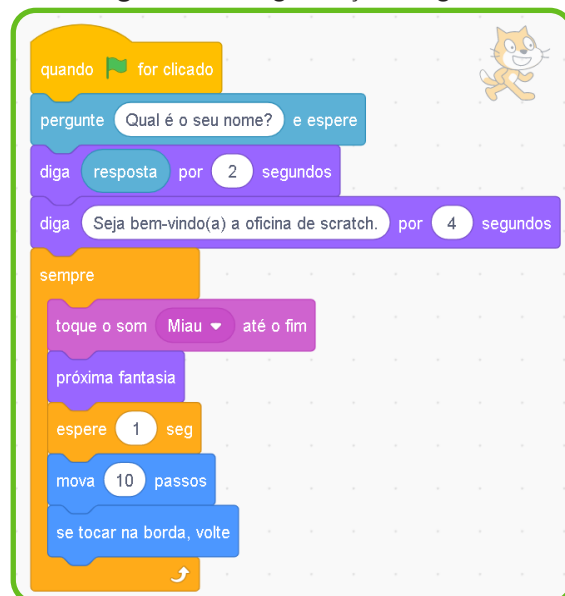 quando for clicado
pergunte Qual é o seu nome? e espere
diga resposta por 2 segundos
diga Seja bem-vindo(a) a oficina de scratch. por 4 segundos
sempre
toque o som Miau até o fim
próxima fantasia
espere 1 seg
mova 10 passos
se tocar na borda, volte